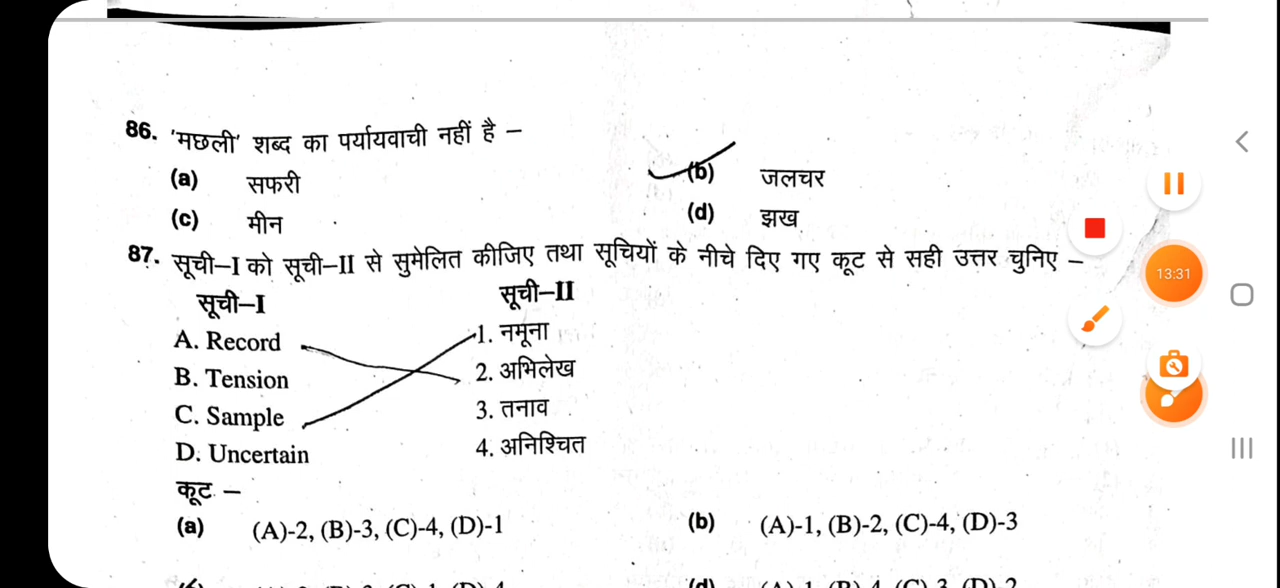 86. 'मछली' शब्द का पर्यायवाची नहीं है –
(a) सफरी (b) जलचर
(c) मीन (d) झख
87. सूची–I को सूची–II से सुमेलित कीजिए तथा सूचियों के नीचे दिए गए कूट से सही उत्तर चुनिए –
सूची–I सूची–II
A. Record 1. नमूना
B. Tension 2. अभिलेख
C. Sample 3. तनाव
D. Uncertain 4. अनिश्चित
कूट –
(a) (A)-2, (B)-3, (C)-4, (D)-1 (b) (A)-1, (B)-2, (C)-4, (D)-3
13:31